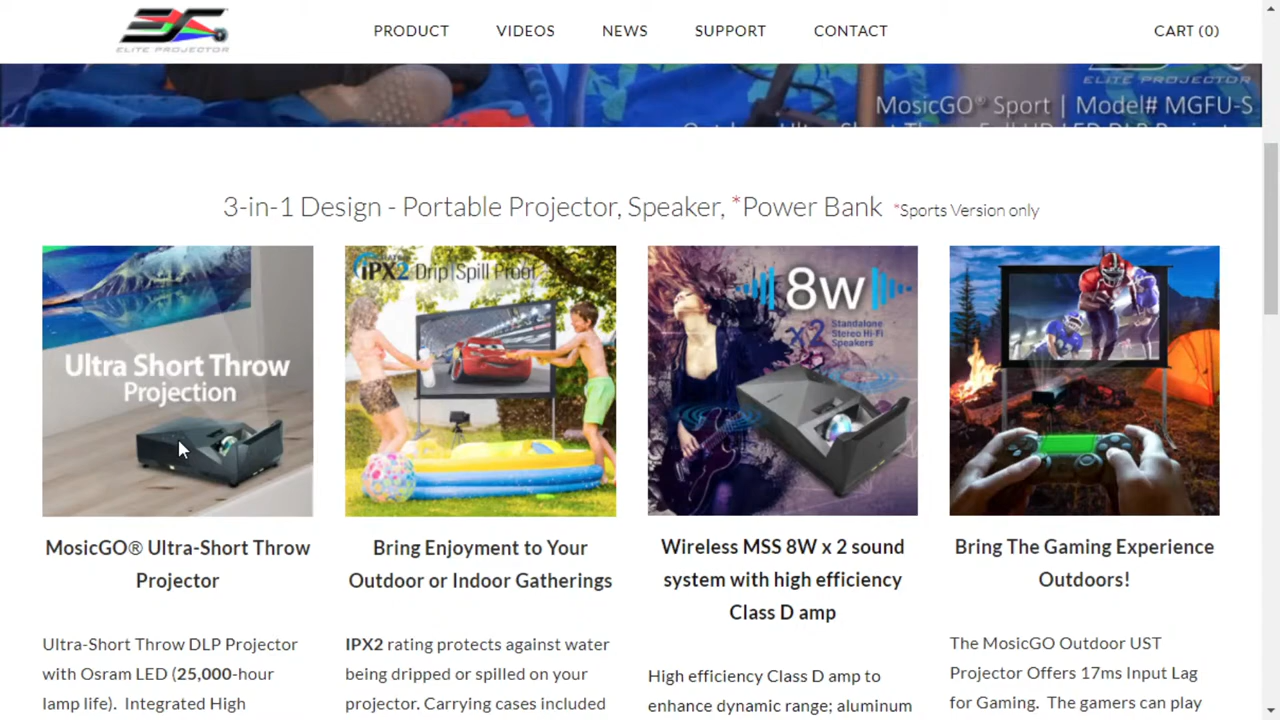 ELITE PROJECTOR
PRODUCT VIDEOS NEWS SUPPORT CONTACT CART (0)
ELITE PROJECTOR
MosicGO® Sport | Model# MGFU-S
3-in-1 Design - Portable Projector, Speaker, *Power Bank *Sports Version only
Ultra Short Throw
Projection
MosicGO® Ultra-Short Throw
Projector
Ultra-Short Throw DLP Projector
with Osram LED (25,000-hour
lamp life). Integrated High
iPX2 Drip|Spill Proof
Bring Enjoyment to Your
Outdoor or Indoor Gatherings
IPX2 rating protects against water
being dripped or spilled on your
projector. Carrying cases included
8w
x2 Standalone
Stereo Hi-Fi
Speakers
Wireless MSS 8W x 2 sound
system with high efficiency
Class D amp
High efficiency Class D amp to
enhance dynamic range; aluminum
Bring The Gaming Experience
Outdoors!
The MosicGO Outdoor UST
Projector Offers 17ms Input Lag
for Gaming. The gamers can play